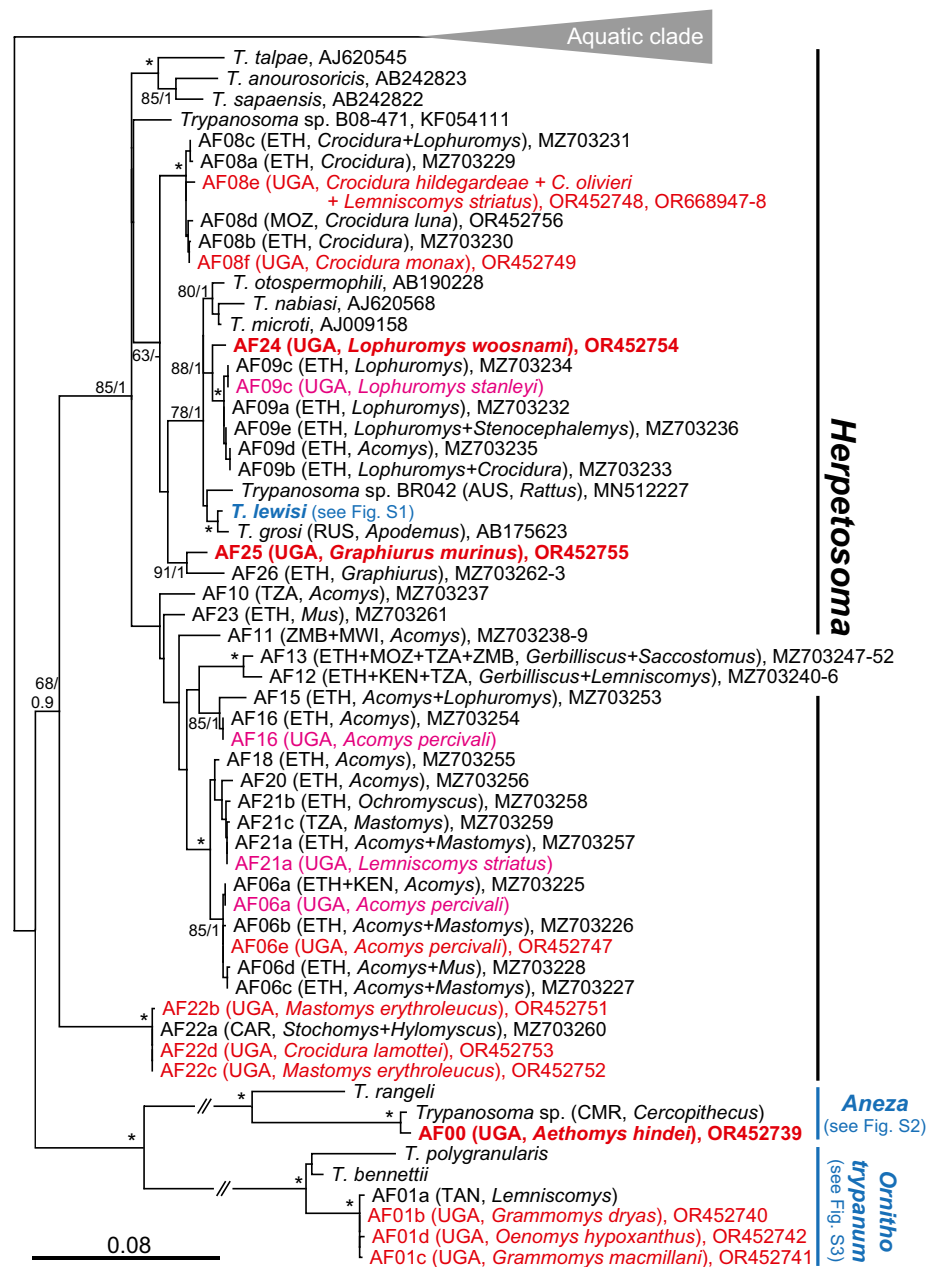 Aquatic clade
T. talpae, AJ620545
T. anourosoricis, AB242823
T. sapaensis, AB242822
Trypanosoma sp. B08-471, KF054111
AF08c (ETH, Crocidura+Lophuromys), MZ703231
AF08a (ETH, Crocidura), MZ703229
AF08e (UGA, Crocidura hildegardeae + C. olivieri
+ Lemniscomys striatus), OR452748, OR668947-8
AF08d (MOZ, Crocidura luna), OR452756
AF08b (ETH, Crocidura), MZ703230
AF08f (UGA, Crocidura monax), OR452749
T. otospermophili, AB190228
T. nabiasi, AJ620568
T. microti, AJ009158
AF24 (UGA, Lophuromys woosnami), OR452754
AF09c (ETH, Lophuromys), MZ703234
AF09c (UGA, Lophuromys stanleyi)
AF09a (ETH, Lophuromys), MZ703232
AF09e (ETH, Lophuromys+Stenocephalemys), MZ703236
AF09d (ETH, Acomys), MZ703235
AF09b (ETH, Lophuromys+Crocidura), MZ703233
Trypanosoma sp. BR042 (AUS, Rattus), MN512227
T. lewisi (see Fig. S1)
T. grosi (RUS, Apodemus), AB175623
AF25 (UGA, Graphiurus murinus), OR452755
AF26 (ETH, Graphiurus), MZ703262-3
AF10 (TZA, Acomys), MZ703237
AF23 (ETH, Mus), MZ703261
AF11 (ZMB+MWI, Acomys), MZ703238-9
AF13 (ETH+MOZ+TZA+ZMB, Gerbilliscus+Saccostomus), MZ703247-52
AF12 (ETH+KEN+TZA, Gerbilliscus+Lemniscomys), MZ703240-6
AF15 (ETH, Acomys+Lophuromys), MZ703253
AF16 (ETH, Acomys), MZ703254
AF16 (UGA, Acomys percivali)
AF18 (ETH, Acomys), MZ703255
AF20 (ETH, Acomys), MZ703256
AF21b (ETH, Ochromyscus), MZ703258
AF21c (TZA, Mastomys), MZ703259
AF21a (ETH, Acomys+Mastomys), MZ703257
AF21a (UGA, Lemniscomys striatus)
AF06a (ETH+KEN, Acomys), MZ703225
AF06a (UGA, Acomys percivali)
AF06b (ETH, Acomys+Mastomys), MZ703226
AF06e (UGA, Acomys percivali), OR452747
AF06d (ETH, Acomys+Mus), MZ703228
AF06c (ETH, Acomys+Mastomys), MZ703227
AF22b (UGA, Mastomys erythroleucus), OR452751
AF22a (CAR, Stochomys+Hylomyscus), MZ703260
AF22d (UGA, Crocidura lamottei), OR452753
AF22c (UGA, Mastomys erythroleucus), OR452752
T. rangeli
Trypanosoma sp. (CMR, Cercopithecus)
AF00 (UGA, Aethomys hindei), OR452739
T. polygranularis
T. bennettii
AF01a (TAN, Lemniscomys)
AF01b (UGA, Grammomys dryas), OR452740
AF01d (UGA, Oenomys hypoxanthus), OR452742
AF01c (UGA, Grammomys macmillani), OR452741
*
85/1
*
80/1
63/-
88/1
85/1
*
78/1
*
91/1
*
68/
0.9
85/1
*
85/1
*
*
//
*
*
*
//
*
0.08
Herpetosoma
Aneza
(see Fig. S2)
Ornitho
trypanum
(see Fig. S3)